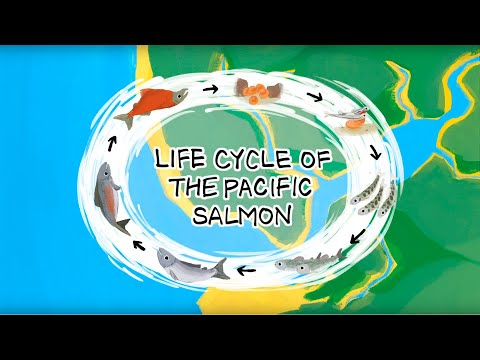 LIFE CYCLE OF
THE PACIFIC
SALMON